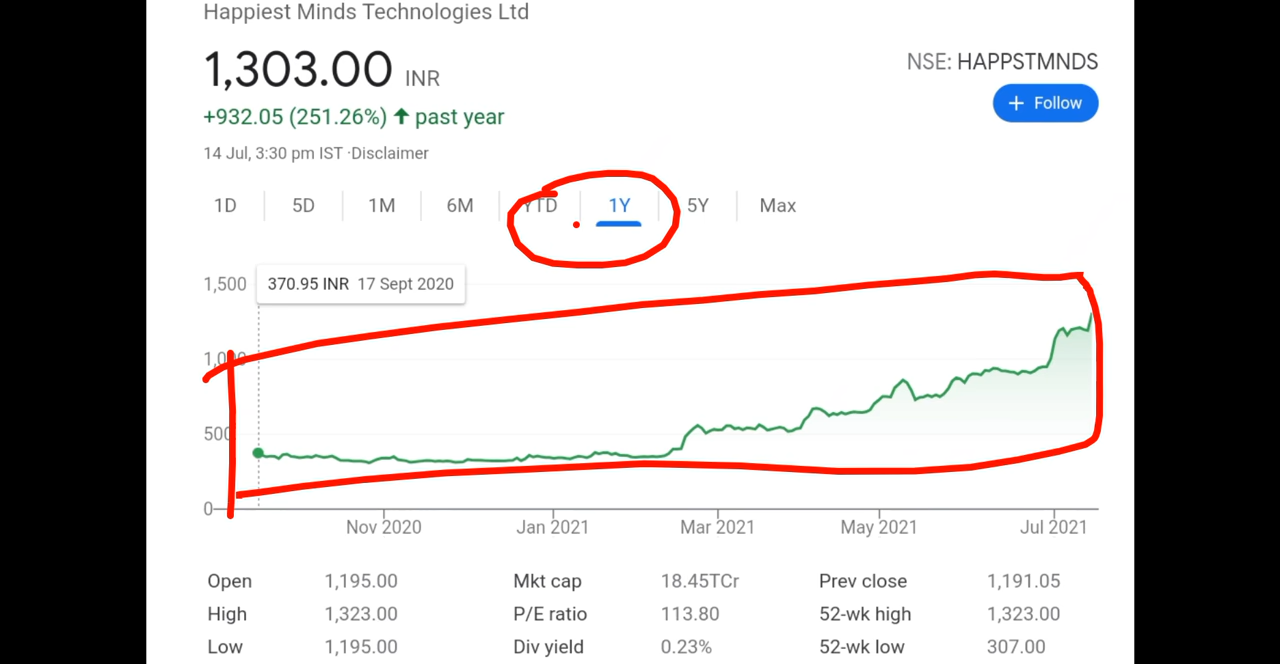 Happiest Minds Technologies Ltd
1,303.00 INR
NSE: HAPPSTMNDS
+ Follow
+932.05 (251.26%) ↑ past year
14 Jul, 3:30 pm IST ·Disclaimer
1D 5D 1M 6M YTD 1Y 5Y Max
370.95 INR 17 Sept 2020
1,500
1,000
500
0
Nov 2020 Jan 2021 Mar 2021 May 2021 Jul 2021
Open 1,195.00 Mkt cap 18.45TCr Prev close 1,191.05
High 1,323.00 P/E ratio 113.80 52-wk high 1,323.00
Low 1,195.00 Div yield 0.23% 52-wk low 307.00